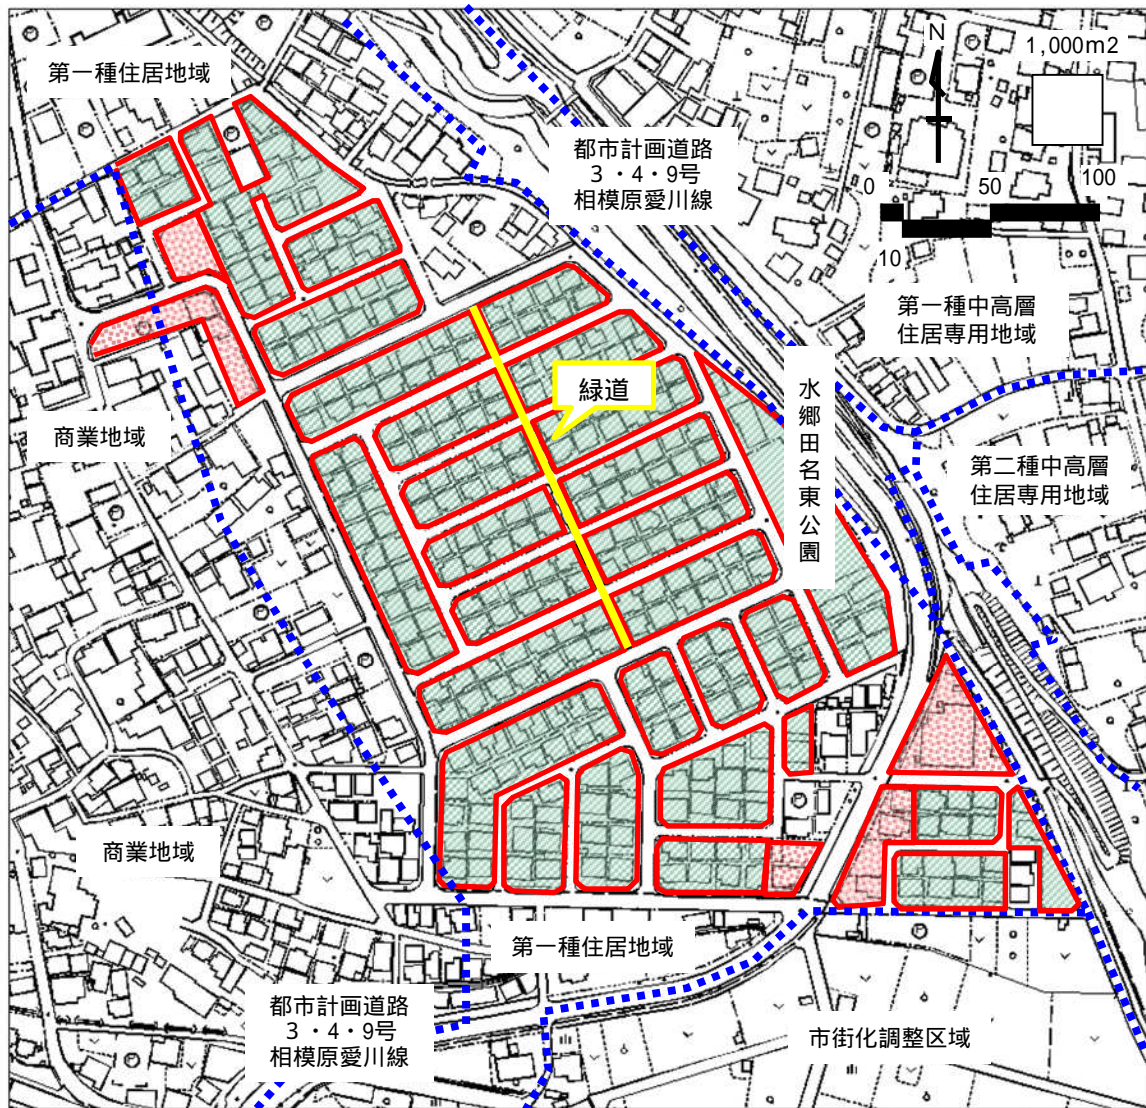 N
1,000m2
第一種住居地域
都市計画道路
3・4・9号
相模原愛川線
0
50
100
10
第一種中高層
住居専用地域
緑道
水郷田名東公園
商業地域
第二種中高層
住居専用地域
商業地域
第一種住居地域
都市計画道路
3・4・9号
相模原愛川線
市街化調整区域